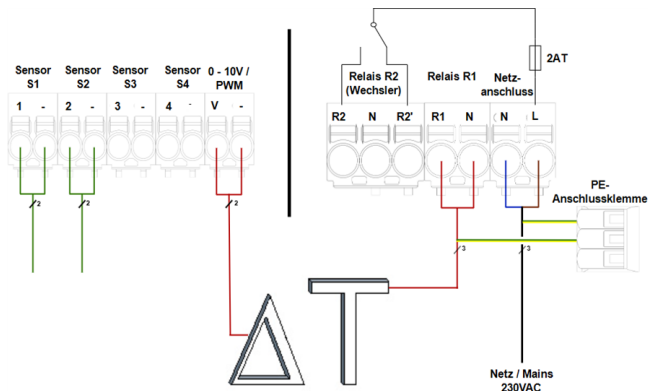 2AT
Sensor S1
Sensor S2
Sensor S3
Sensor S4
0 - 10V / PWM
Relais R2 (Wechsler)
Relais R1
Netz-
anschluss
1 - 2 - 3 - 4 - V -
R2 N R2' R1 N N L
PE-
Anschlussklemme
2 2 2 3 3
ΔT
Netz / Mains
230VAC